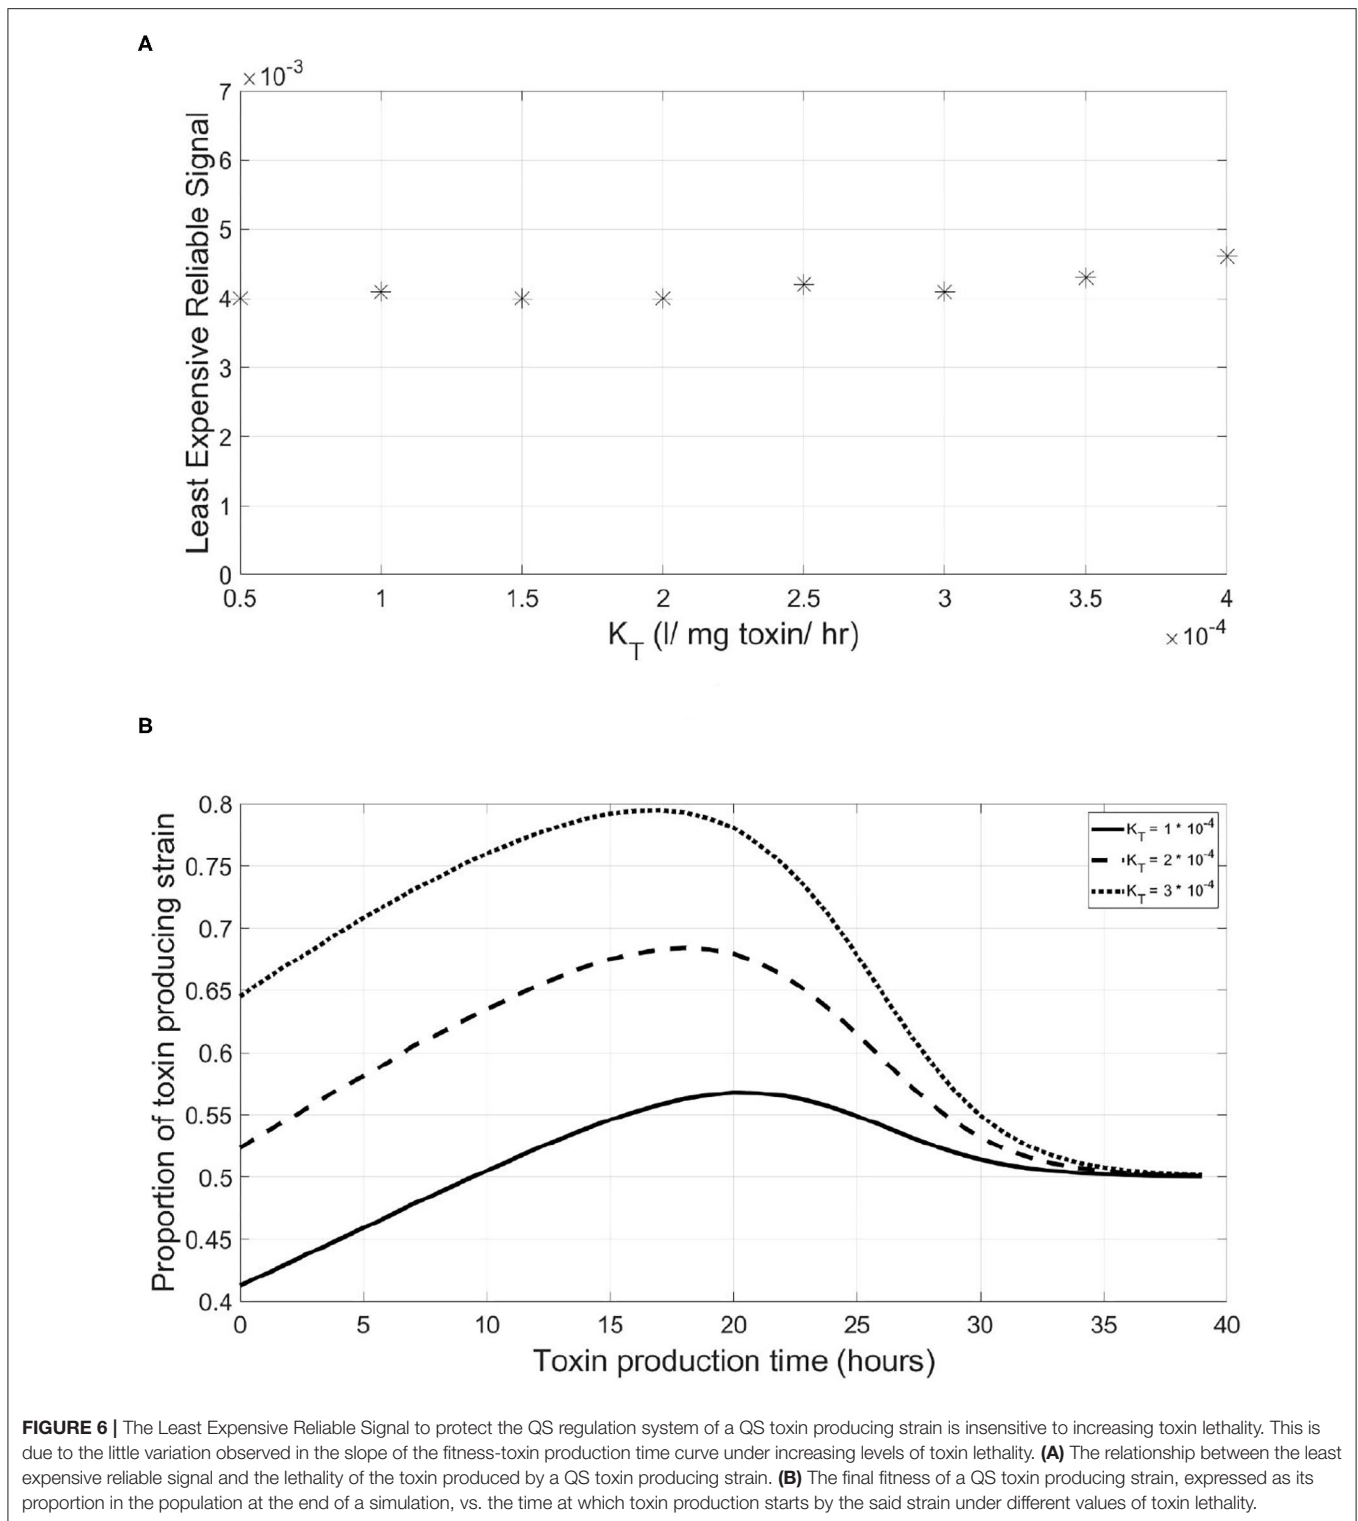 A
×10-3
7
6
5
4
3
2
1
0
Least Expensive Reliable Signal
0.5 1 1.5 2 2.5 3 3.5 4
KT (l/ mg toxin/ hr)
×10-4
B
0.8
0.75
0.7
0.65
0.6
0.55
0.5
0.45
0.4
Proportion of toxin producing strain
KT = 1 * 10-4
KT = 2 * 10-4
KT = 3 * 10-4
0 5 10 15 20 25 30 35 40
Toxin production time (hours)
FIGURE 6 | The Least Expensive Reliable Signal to protect the QS regulation system of a QS toxin producing strain is insensitive to increasing toxin lethality. This is
due to the little variation observed in the slope of the fitness-toxin production time curve under increasing levels of toxin lethality. (A) The relationship between the least
expensive reliable signal and the lethality of the toxin produced by a QS toxin producing strain. (B) The final fitness of a QS toxin producing strain, expressed as its
proportion in the population at the end of a simulation, vs. the time at which toxin production starts by the said strain under different values of toxin lethality.